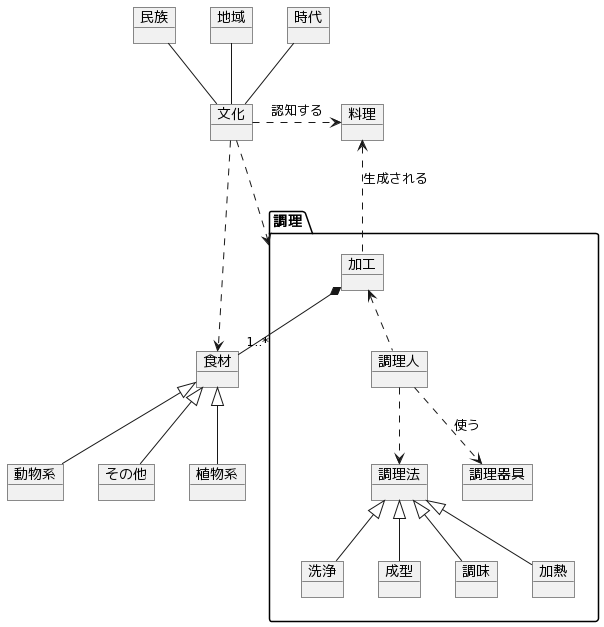 民族
地域
時代
文化
認知する
料理
生成される
調理
加工
1..*
食材
調理人
使う
動物系
その他
植物系
調理法
調理器具
洗浄
成型
調味
加熱